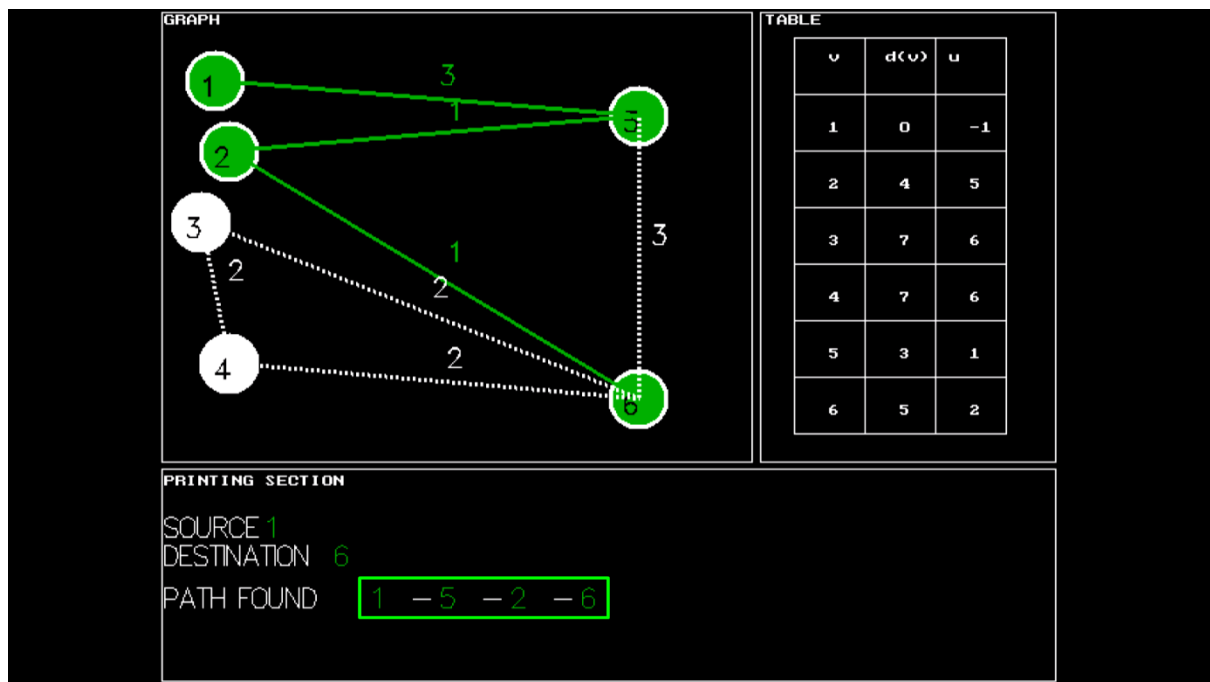 GRAPH
1
3
1
5
2
3
2
1
2
3
4
2
6
TABLE
v d(v) u
1 0 -1
2 4 5
3 7 6
4 7 6
5 3 1
6 5 2
PRINTING SECTION
SOURCE 1
DESTINATION 6
PATH FOUND 1 - 5 - 2 - 6